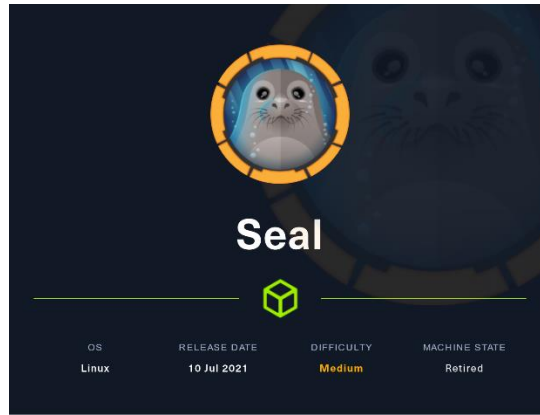 Seal
OS RELEASE DATE DIFFICULTY MACHINE STATE
Linux 10 Jul 2021 Medium Retired